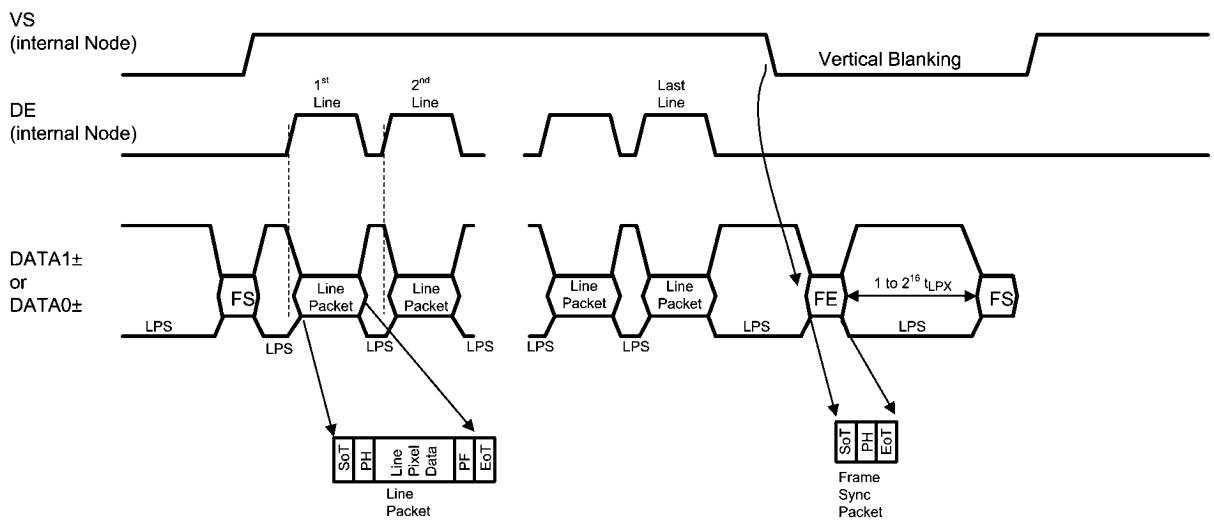 VS
(internal Node)
Vertical Blanking
1st
Line
2nd
Line
Last
Line
DE
(internal Node)
DATA1±
or
DATA0±
FS
Line
Packet
Line
Packet
Line
Packet
Line
Packet
FE
1 to 2^16 tLPX
FS
LPS
LPS
LPS
LPS
LPS
LPS
LPS
LPS
SoT
PH
Line
Pixel
Data
PF
EoT
Line
Packet
SoT
PH
EoT
Frame
Sync
Packet